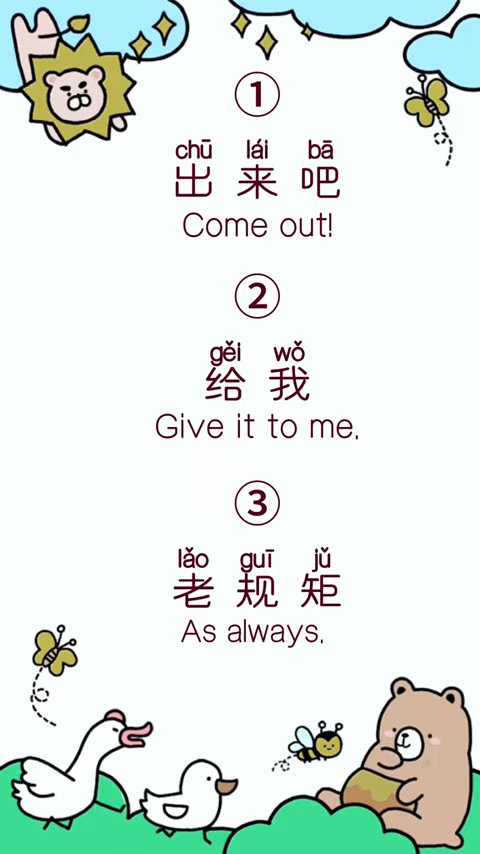 ①
chū lái bā
出来吧
Come out!
②
gěi wǒ
给我
Give it to me.
③
lǎo guī jǔ
老规矩
As always.